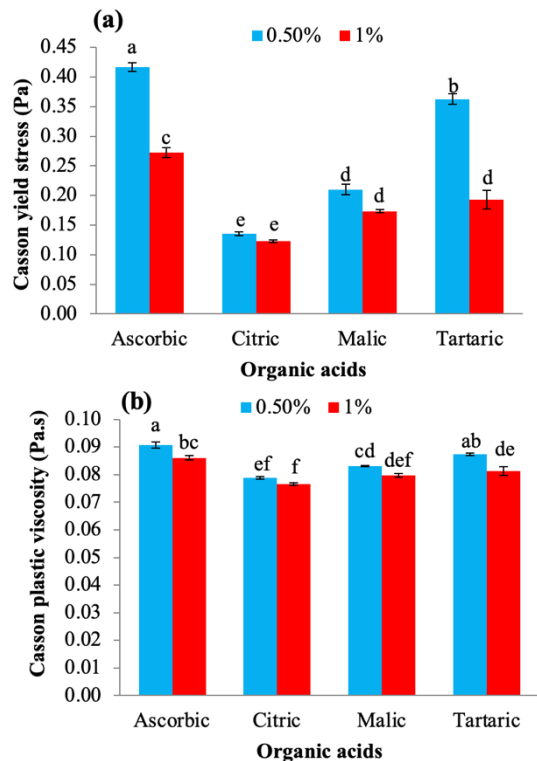 (a)
0.50% 1%
Casson yield stress (Pa)
0.45
0.40
0.35
0.30
0.25
0.20
0.15
0.10
0.05
0.00
a
c
e e
d d
b
d
Ascorbic Citric Malic Tartaric
Organic acids
(b)
0.50% 1%
Casson plastic viscosity (Pa.s)
0.10
0.09
0.08
0.07
0.06
0.05
0.04
0.03
0.02
0.01
0.00
a
bc
ef f
cd def
ab de
Ascorbic Citric Malic Tartaric
Organic acids